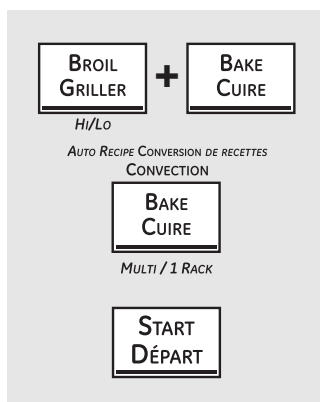 BROIL + BAKE
GRILLER CUIRE
HI/LO
AUTO RECIPE CONVERSION DE RECETTES
CONVECTION
BAKE
CUIRE
MULTI / 1 RACK
START
DÉPART